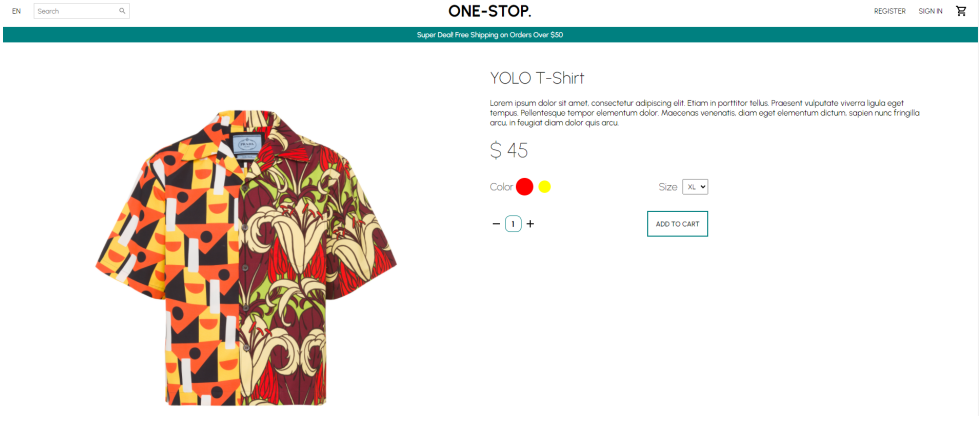 EN
Search
ONE-STOP.
REGISTER
SIGN IN
Super Deal! Free Shipping on Orders Over $50
YOLO T-Shirt
Lorem ipsum dolor sit amet, consectetur adipiscing elit. Etiam in porttitor tellus. Praesent vulputate viverra ligula eget
tempus. Pellentesque tempor elementum dolor. Maecenas venenatis, diam eget elementum dictum, sapien nunc fringilla
arcu, in feugiat diam dolor quis arcu.
$ 45
Color
Size XL
− 1 +
ADD TO CART
PRADA